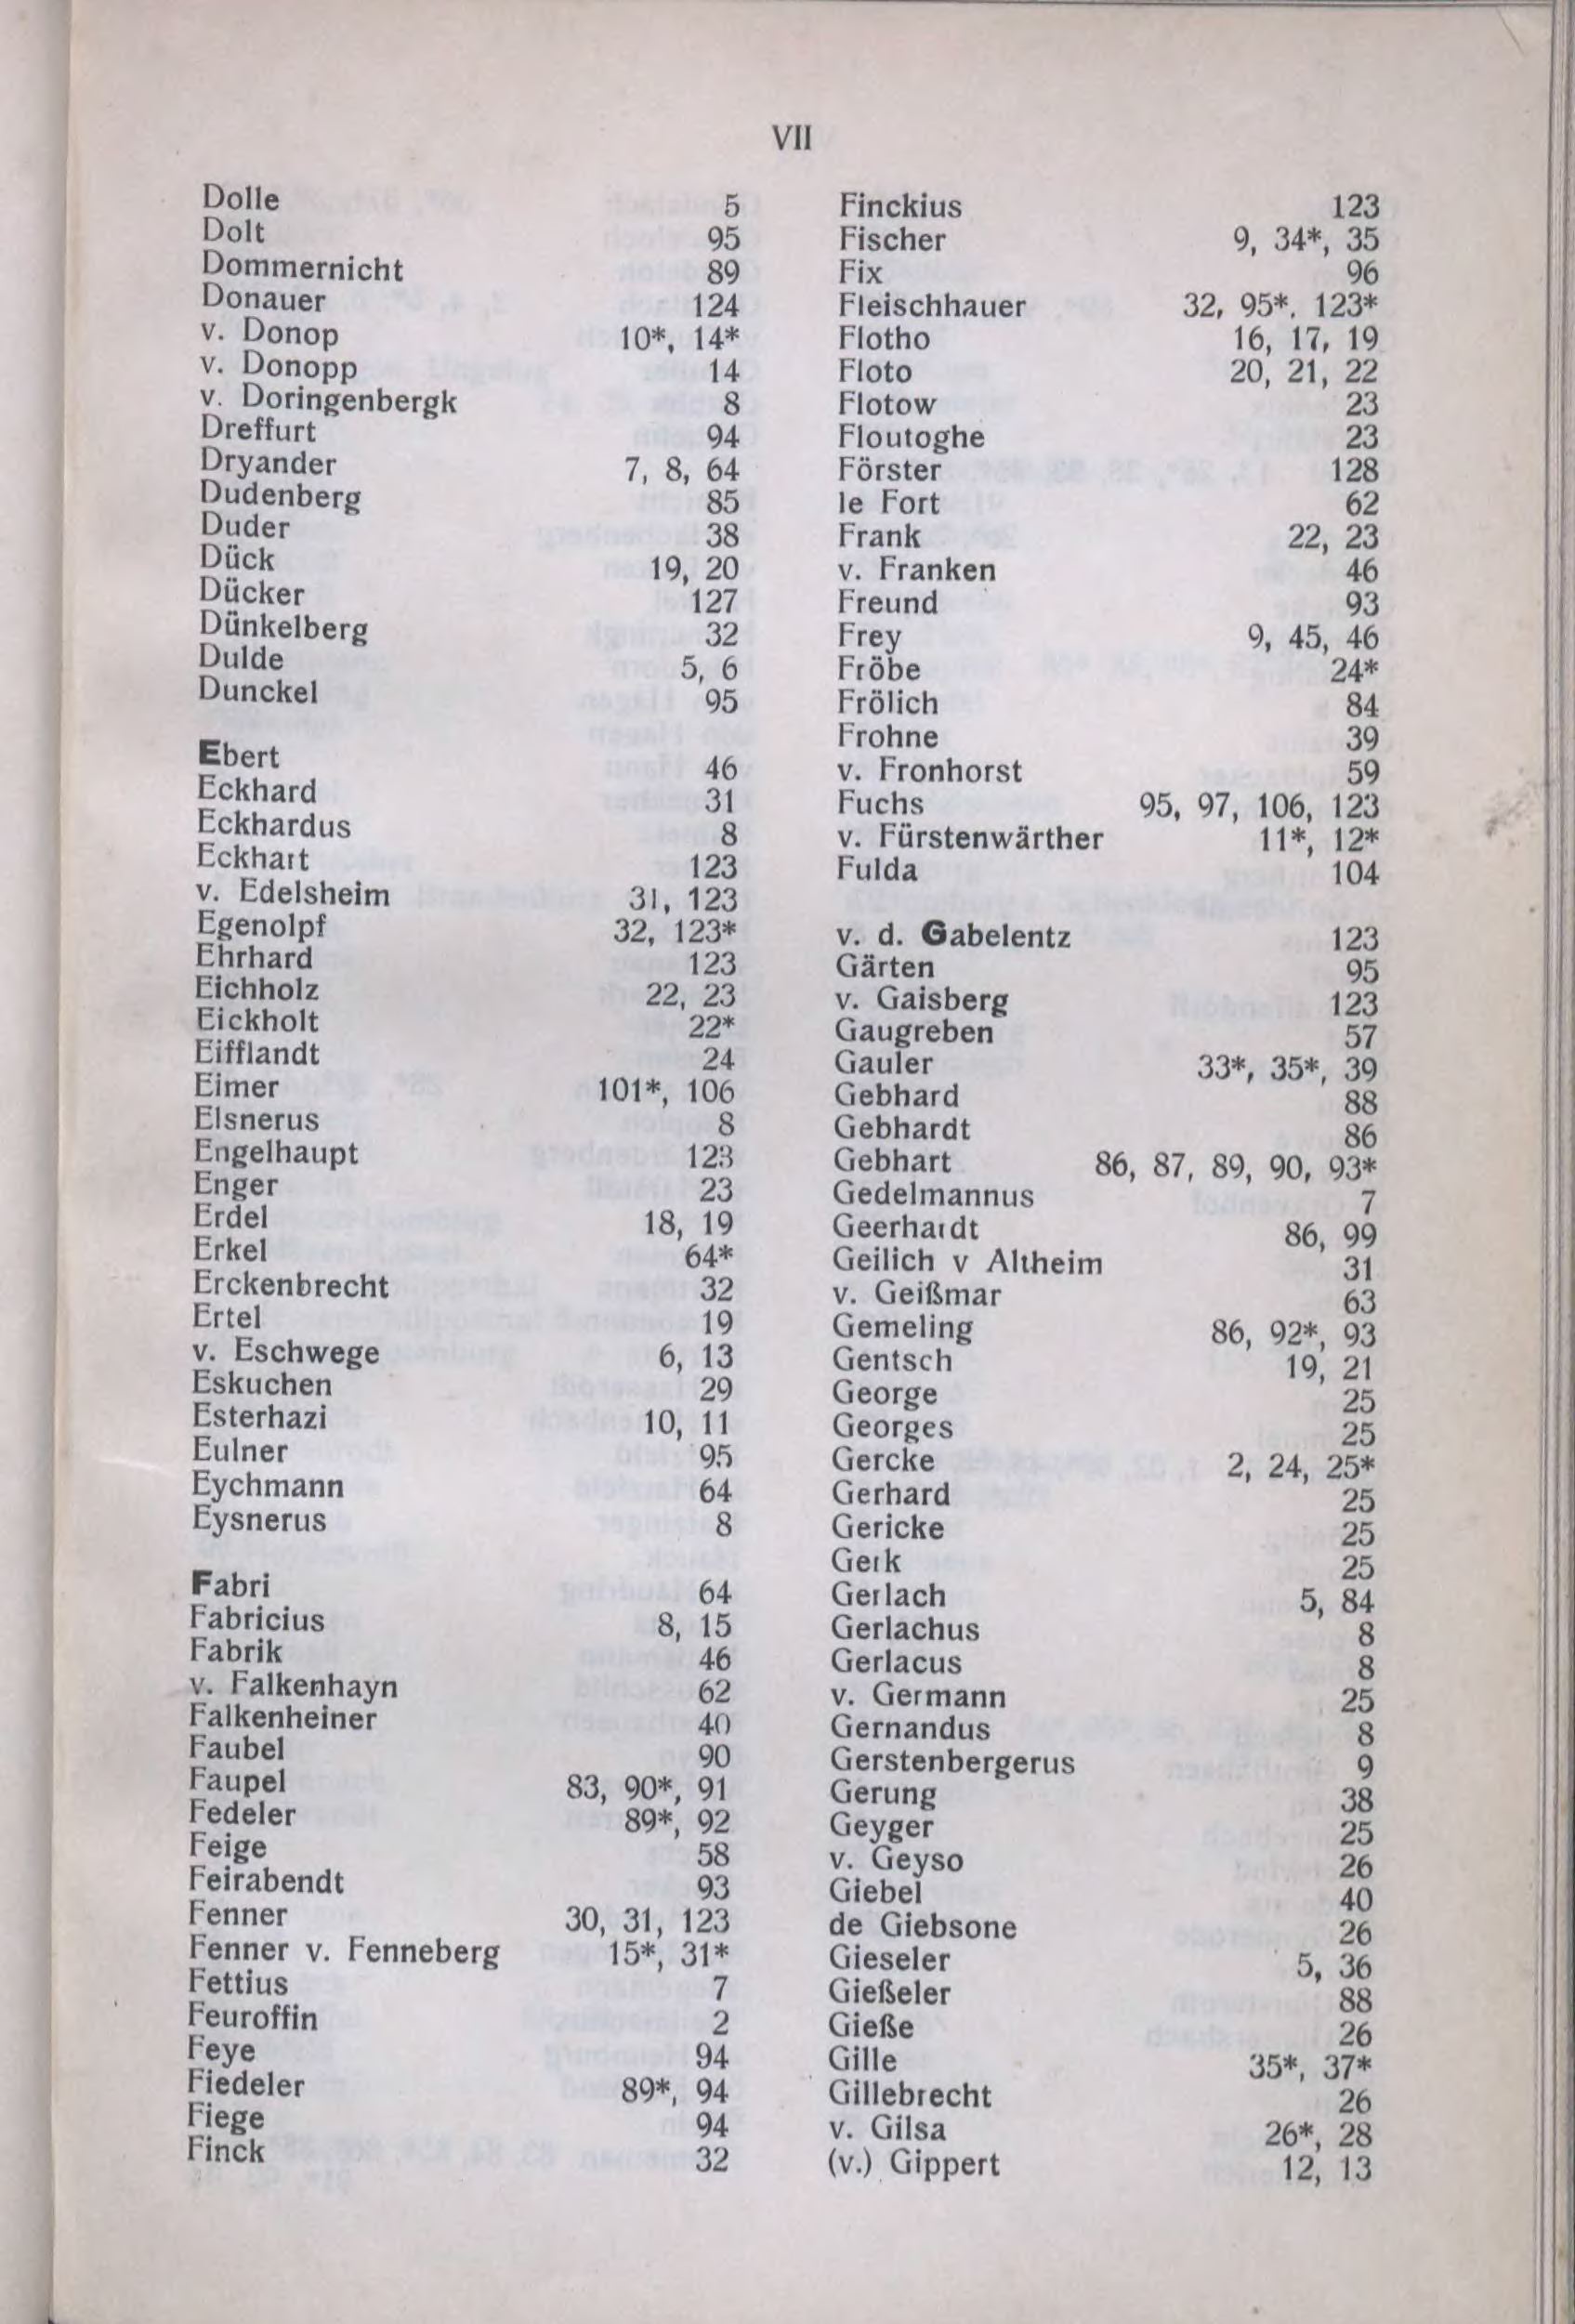 VII
Dolle 5
Dolt 95
Dommernicht 89
Donauer 124
v. Donop 10*, 14*
v. Donopp 14
v. Doringenbergk 8
Dreffurt 94
Dryander 7, 8, 64
Dudenberg 85
Duder 38
Dück 19, 20
Dücker 127
Dünkelberg 32
Dulde 5, 6
Dunckel 95
Ebert 46
Eckhard 31
Eckhardus 8
Eckhart 123
v. Edelsheim 31, 123
Egenolpf 32, 123*
Ehrhard 123
Eichholz 22, 23
Eickholt 22*
Eifflandt 24
Eimer 101*, 106
Elsnerus 8
Engelhaupt 123
Enger 23
Erdel 18, 19
Erkel 64*
Erckenbrecht 32
Ertel 19
v. Eschwege 6, 13
Eskuchen 29
Esterhazi 10, 11
Eulner 95
Eychmann 64
Eysnerus 8
Fabri 64
Fabricius 8, 15
Fabrik 46
v. Falkenhayn 62
Falkenheiner 40
Faubel 90
Faupel 83, 90*, 91
Fedeler 89*, 92
Feige 58
Feirabendt 93
Fenner 30, 31, 123
Fenner v. Fenneberg 15*, 31*
Fettius 7
Feuroffin 2
Feye 94
Fiedeler 89*, 94
Fiege 94
Finck 32
Finckius 123
Fischer 9, 34*, 35
Fix 96
Fleischhauer 32, 95*. 123*
Flotho 16, 17, 19
Floto 20, 21, 22
Flotow 23
Floutoghe 23
Förster 128
le Fort 62
Frank 22, 23
v. Franken 46
Freund 93
Frey 9, 45, 46
Fröbe 24*
Frölich 84
Frohne 39
v. Fronhorst 59
Fuchs 95, 97, 106, 123
v. Fürstenwärther 11*, 12*
Fulda 104
v. d. Gabelentz 123
Gärten 95
v. Gaisberg 123
Gaugreben 57
Gauler 33*, 35*, 39
Gebhard 88
Gebhardt 86
Gebhart 86, 87, 89, 90, 93*
Gedelmannus 7
Geerhardt 86, 99
Geilich v Altheim 31
v. Geißmar 63
Gemeling 86, 92*, 93
Gentsch 19, 21
George 25
Georges 25
Gercke 2, 24, 25*
Gerhard 25
Gericke 25
Gerk 25
Gerlach 5, 84
Gerlachus 8
Gerlacus 8
v. Germann 25
Gernandus 8
Gerstenbergerus 9
Gerung 38
Geyger 25
v. Geyso 26
Giebel 40
de Giebsone 26
Gieseler 5, 36
Gießeler 88
Gieße 26
Gille 35*, 37*
Gillebrecht 26
v. Gilsa 26*, 28
(v.) Gippert 12, 13